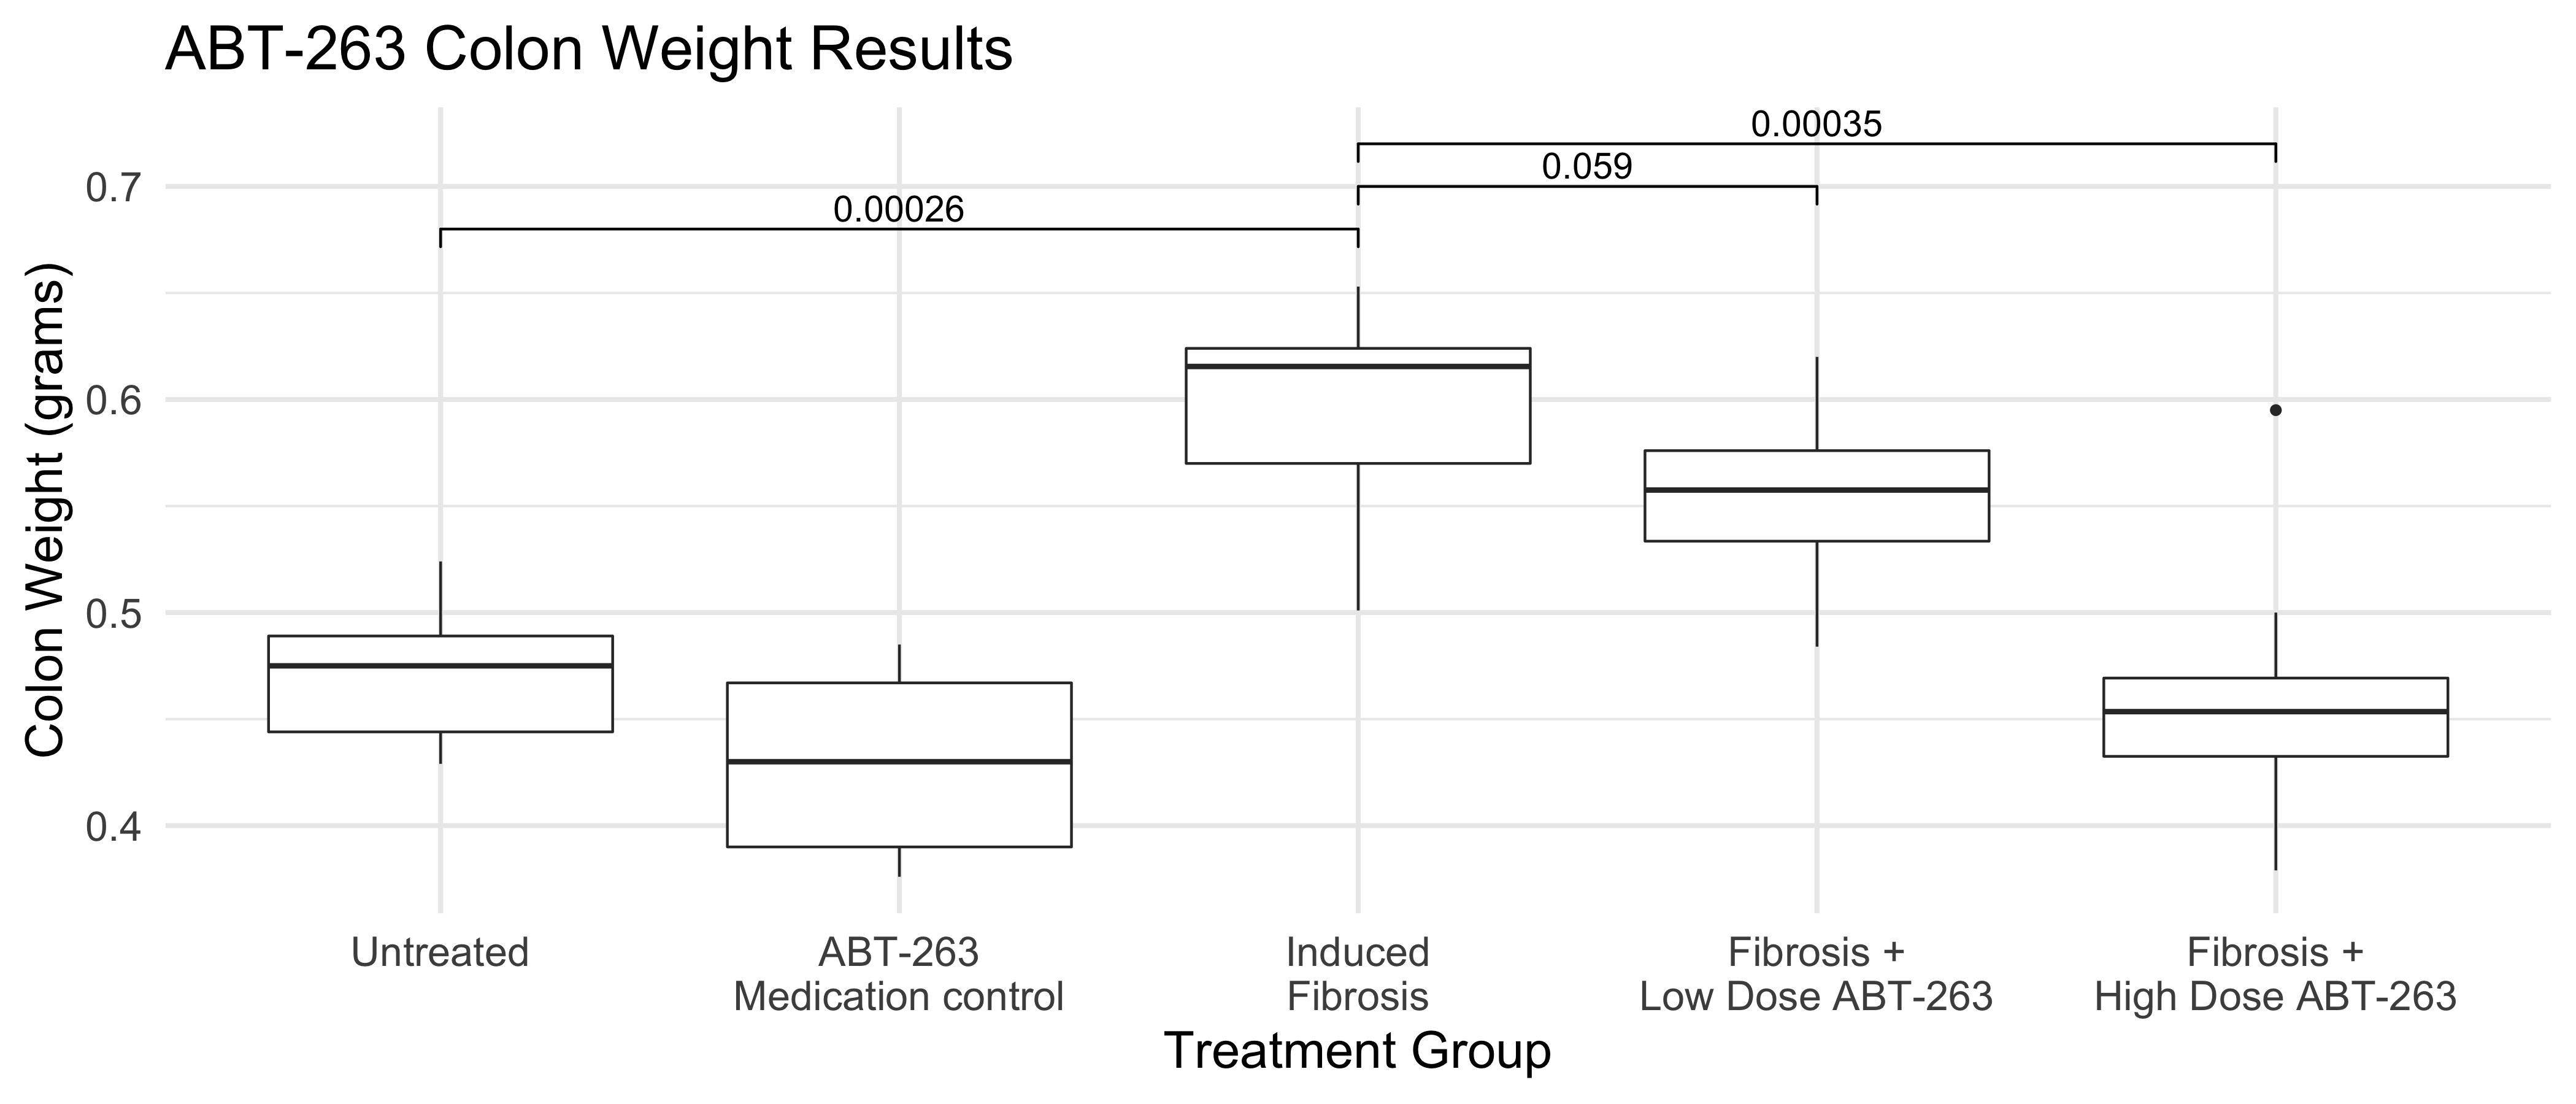 ABT-263 Colon Weight Results
0.00035
0.059
0.00026
Colon Weight (grams)
0.7
0.6
0.5
0.4
Untreated
ABT-263
Medication control
Induced
Fibrosis
Fibrosis +
Low Dose ABT-263
Fibrosis +
High Dose ABT-263
Treatment Group